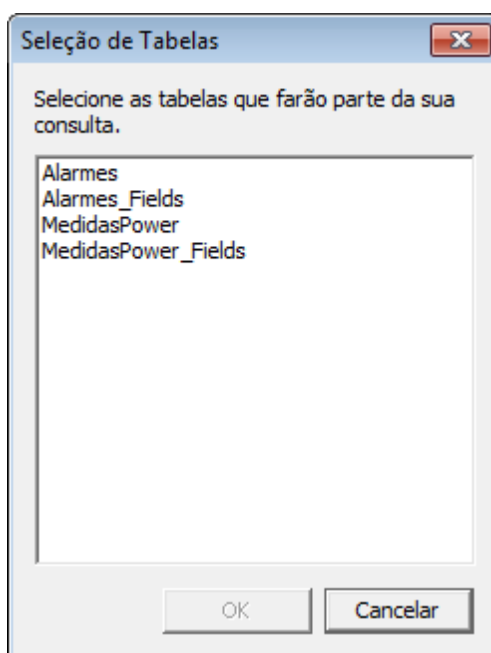 Seleção de Tabelas
Selecione as tabelas que farão parte da sua
consulta.
Alarmes
Alarmes_Fields
MedidasPower
MedidasPower_Fields
OK
Cancelar